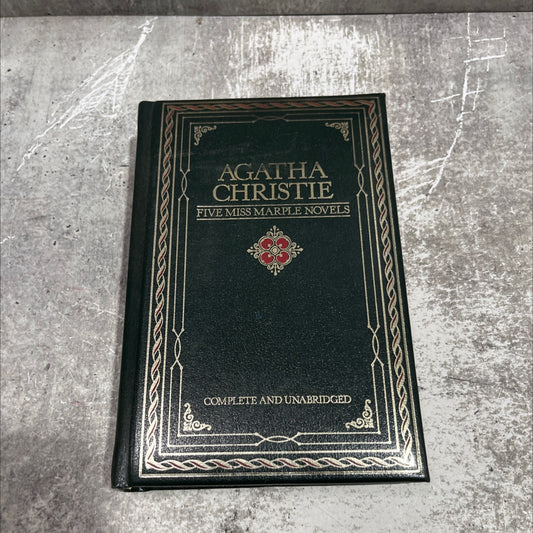 AGATHA
CHRISTIE
FIVE MISS MARPLE NOVELS
COMPLETE AND UNABRIDGED